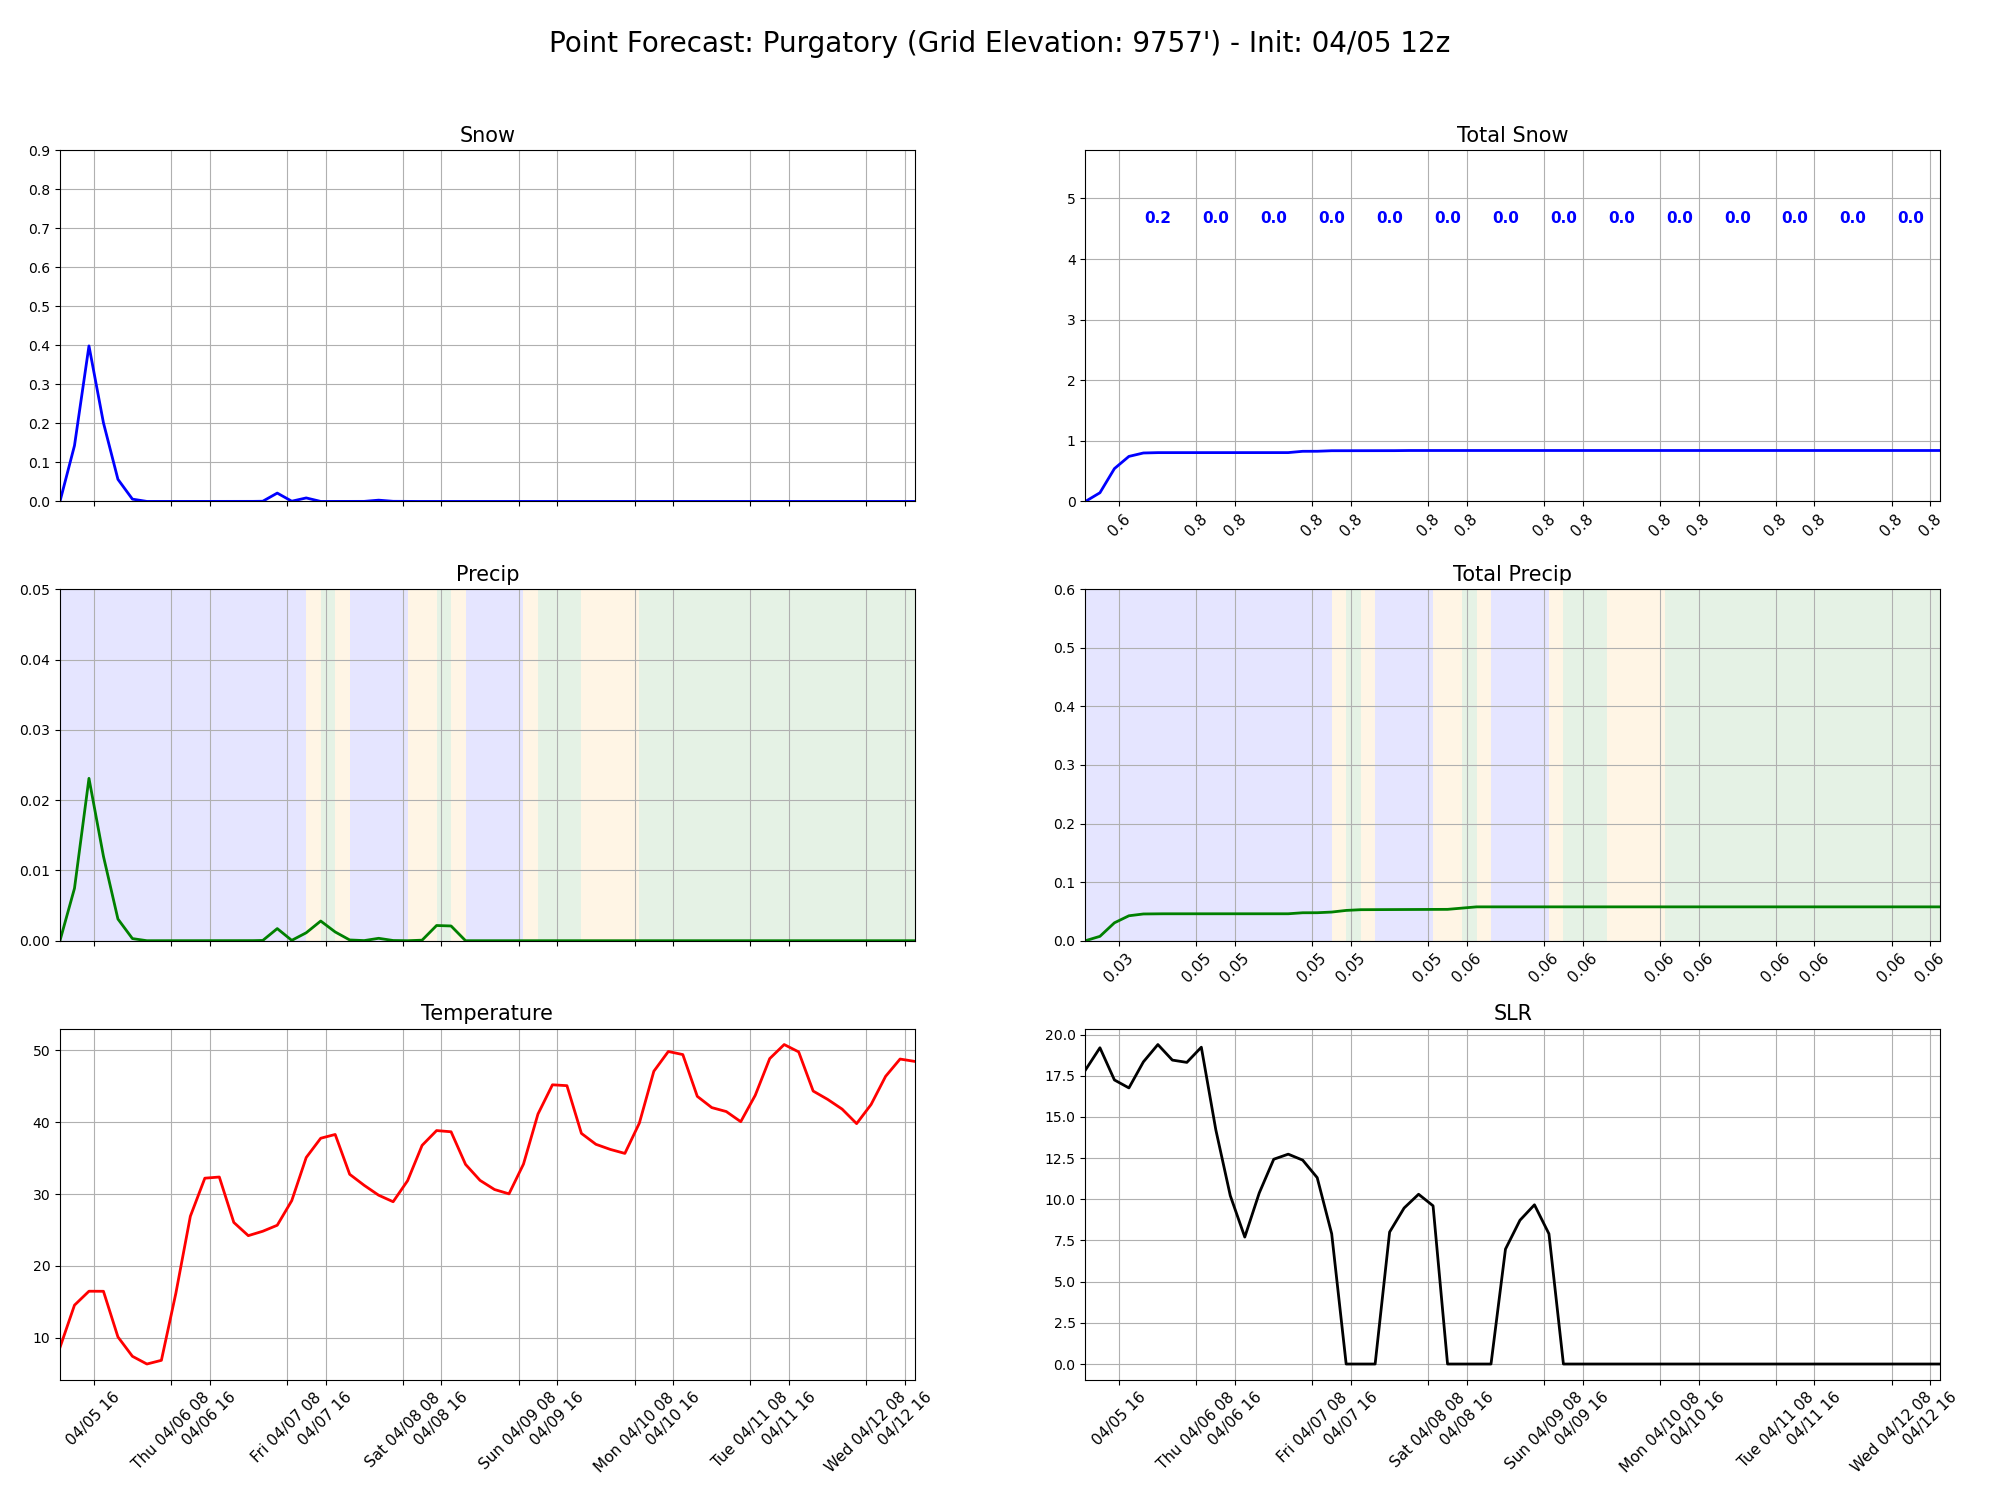 Point Forecast: Purgatory (Grid Elevation: 9757') - Init: 04/05 12z
Snow
0.9
0.8
0.7
0.6
0.5
0.4
0.3
0.2
0.1
0.0
Total Snow
5
4
3
2
1
0
0.2 0.0 0.0 0.0 0.0 0.0 0.0 0.0 0.0 0.0 0.0 0.0 0.0 0.0
0.6 0.8 0.8 0.8 0.8 0.8 0.8 0.8 0.8 0.8 0.8 0.8 0.8 0.8 0.8
Precip
0.05
0.04
0.03
0.02
0.01
0.00
Total Precip
0.6
0.5
0.4
0.3
0.2
0.1
0.0
0.03 0.05 0.05 0.05 0.05 0.05 0.06 0.06 0.06 0.06 0.06 0.06 0.06 0.06 0.06
Temperature
50
40
30
20
10
04/05 16
Thu 04/06 08
04/06 16
Fri 04/07 08
04/07 16
Sat 04/08 08
04/08 16
Sun 04/09 08
04/09 16
Mon 04/10 08
04/10 16
Tue 04/11 08
04/11 16
Wed 04/12 08
04/12 16
SLR
20.0
17.5
15.0
12.5
10.0
7.5
5.0
2.5
0.0
04/05 16
Thu 04/06 08
04/06 16
Fri 04/07 08
04/07 16
Sat 04/08 08
04/08 16
Sun 04/09 08
04/09 16
Mon 04/10 08
04/10 16
Tue 04/11 08
04/11 16
Wed 04/12 08
04/12 16